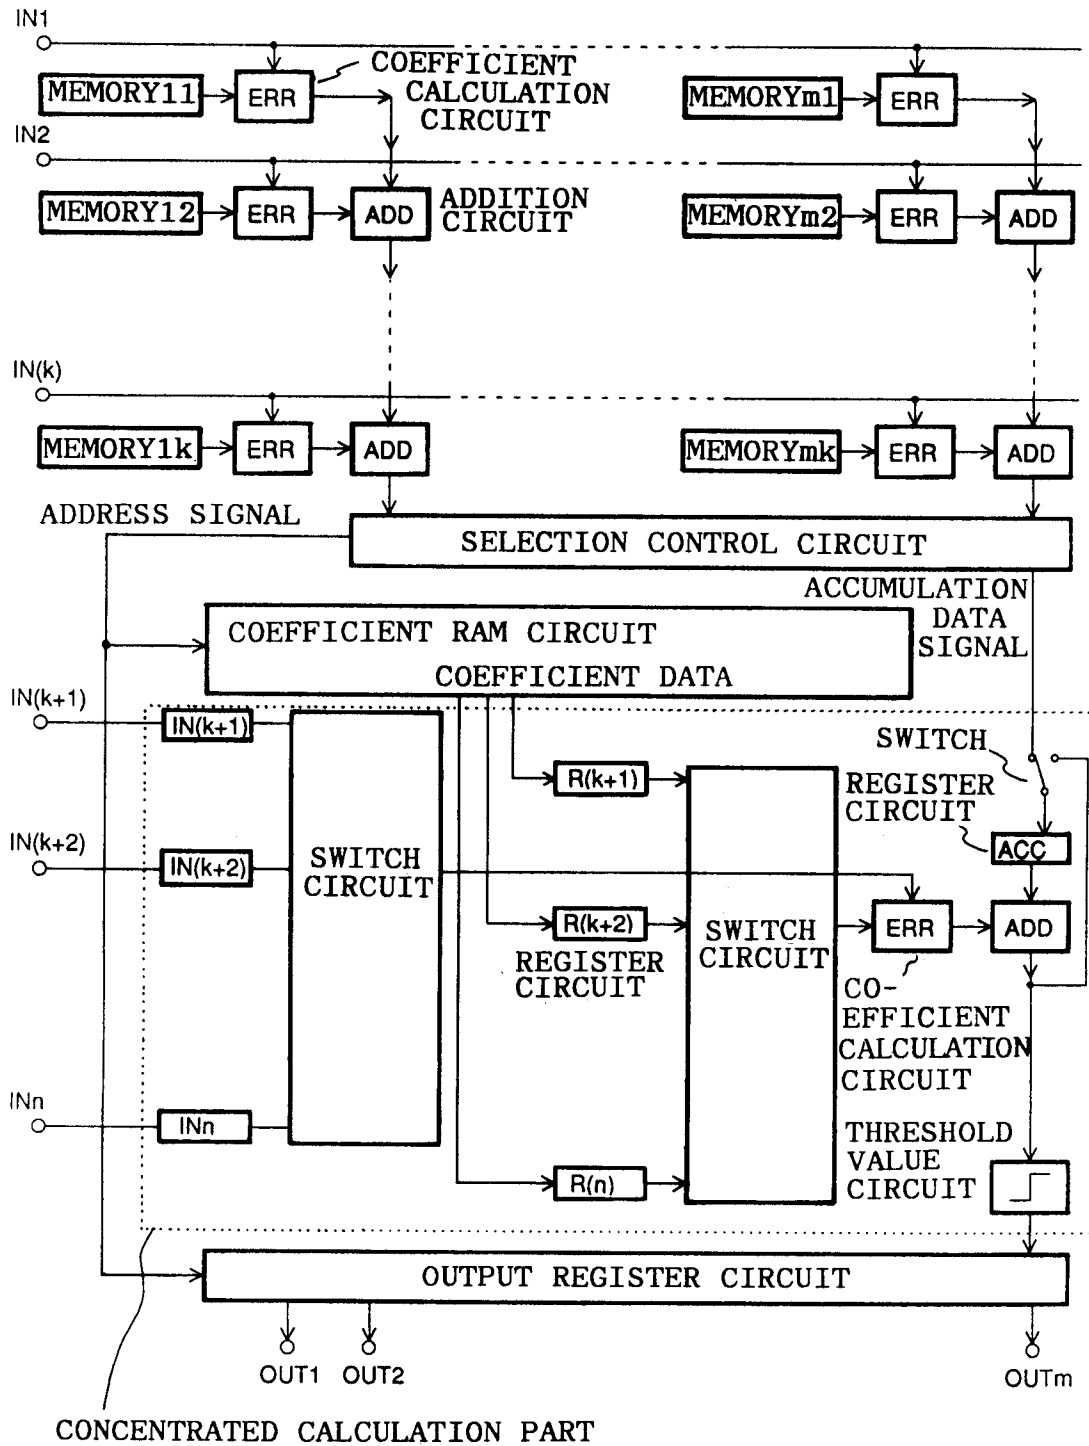 IN1
COEFFICIENT
CALCULATION
CIRCUIT
MEMORY11
ERR
MEMORYm1
ERR
IN2
MEMORY12
ERR
ADD
ADDITION
CIRCUIT
MEMORYm2
ERR
ADD
IN(k)
MEMORY1k
ERR
ADD
MEMORYmk
ERR
ADD
ADDRESS SIGNAL
SELECTION CONTROL CIRCUIT
ACCUMULATION
DATA
SIGNAL
COEFFICIENT RAM CIRCUIT
COEFFICIENT DATA
IN(k+1)
IN(k+1)
SWITCH
R(k+1)
REGISTER
CIRCUIT
IN(k+2)
IN(k+2)
SWITCH
CIRCUIT
ACC
R(k+2)
SWITCH
CIRCUIT
ERR
ADD
REGISTER
CIRCUIT
CO-
EFFICIENT
CALCULATION
CIRCUIT
INn
INn
THRESHOLD
VALUE
CIRCUIT
R(n)
OUTPUT REGISTER CIRCUIT
OUT1
OUT2
OUTm
CONCENTRATED CALCULATION PART